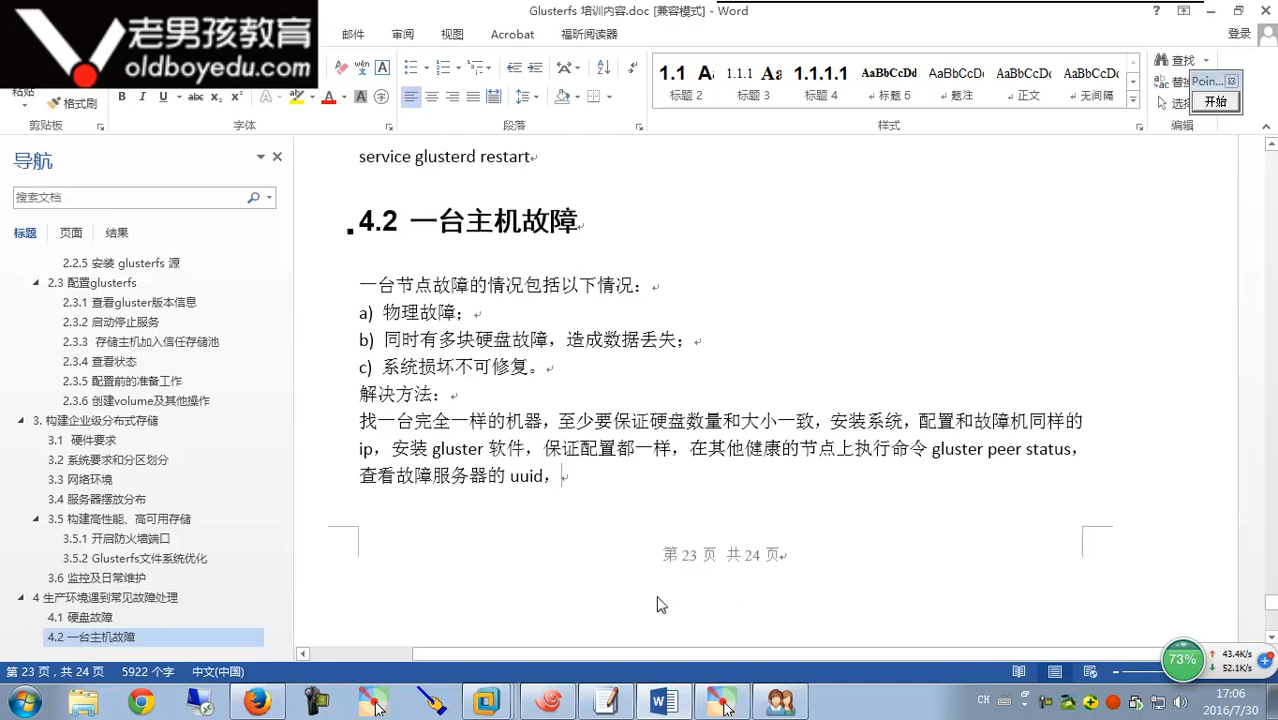 Glusterfs 培训内容.doc [兼容模式] - Word
老男孩教育
oldboyedu.com
邮件 审阅 视图 Acrobat 福昕阅读器
登录
1.1 A
1.1.1 Aa
1.1.1.1
AaBbCcDd
AaBbCcDd
AaBbCcDd
AaBbCcDd
标题 2
标题 3
标题 4
标题 5
题注
正文
无间隔
查找
选择
Poin...
开始
粘贴
格式刷
剪贴板
字体
段落
样式
编辑
导航
搜索文档
标题 页面 结果
2.2.5 安装 glusterfs 源
2.3 配置glusterfs
2.3.1 查看gluster版本信息
2.3.2 启动停止服务
2.3.3 存储主机加入信任存储池
2.3.4 查看状态
2.3.5 配置前的准备工作
2.3.6 创建volume及其他操作
3. 构建企业级分布式存储
3.1 硬件要求
3.2 系统要求和分区划分
3.3 网络环境
3.4 服务器摆放分布
3.5 构建高性能、高可用存储
3.5.1 开启防火墙端口
3.5.2 Glusterfs文件系统优化
3.6 监控及日常维护
4 生产环境遇到常见故障处理
4.1 硬盘故障
4.2 一台主机故障
service glusterd restart
4.2 一台主机故障
一台节点故障的情况包括以下情况：
a) 物理故障；
b) 同时有多块硬盘故障，造成数据丢失；
c) 系统损坏不可修复。
解决方法：
找一台完全一样的机器，至少要保证硬盘数量和大小一致，安装系统，配置和故障机同样的
ip，安装 gluster 软件，保证配置都一样，在其他健康的节点上执行命令 gluster peer status，
查看故障服务器的 uuid，
第 23 页 共 24 页
第 23 页，共 24 页 5922 个字 中文(中国)
73%
43.4K/s
52.1K/s
CH
17:06
2016/7/30